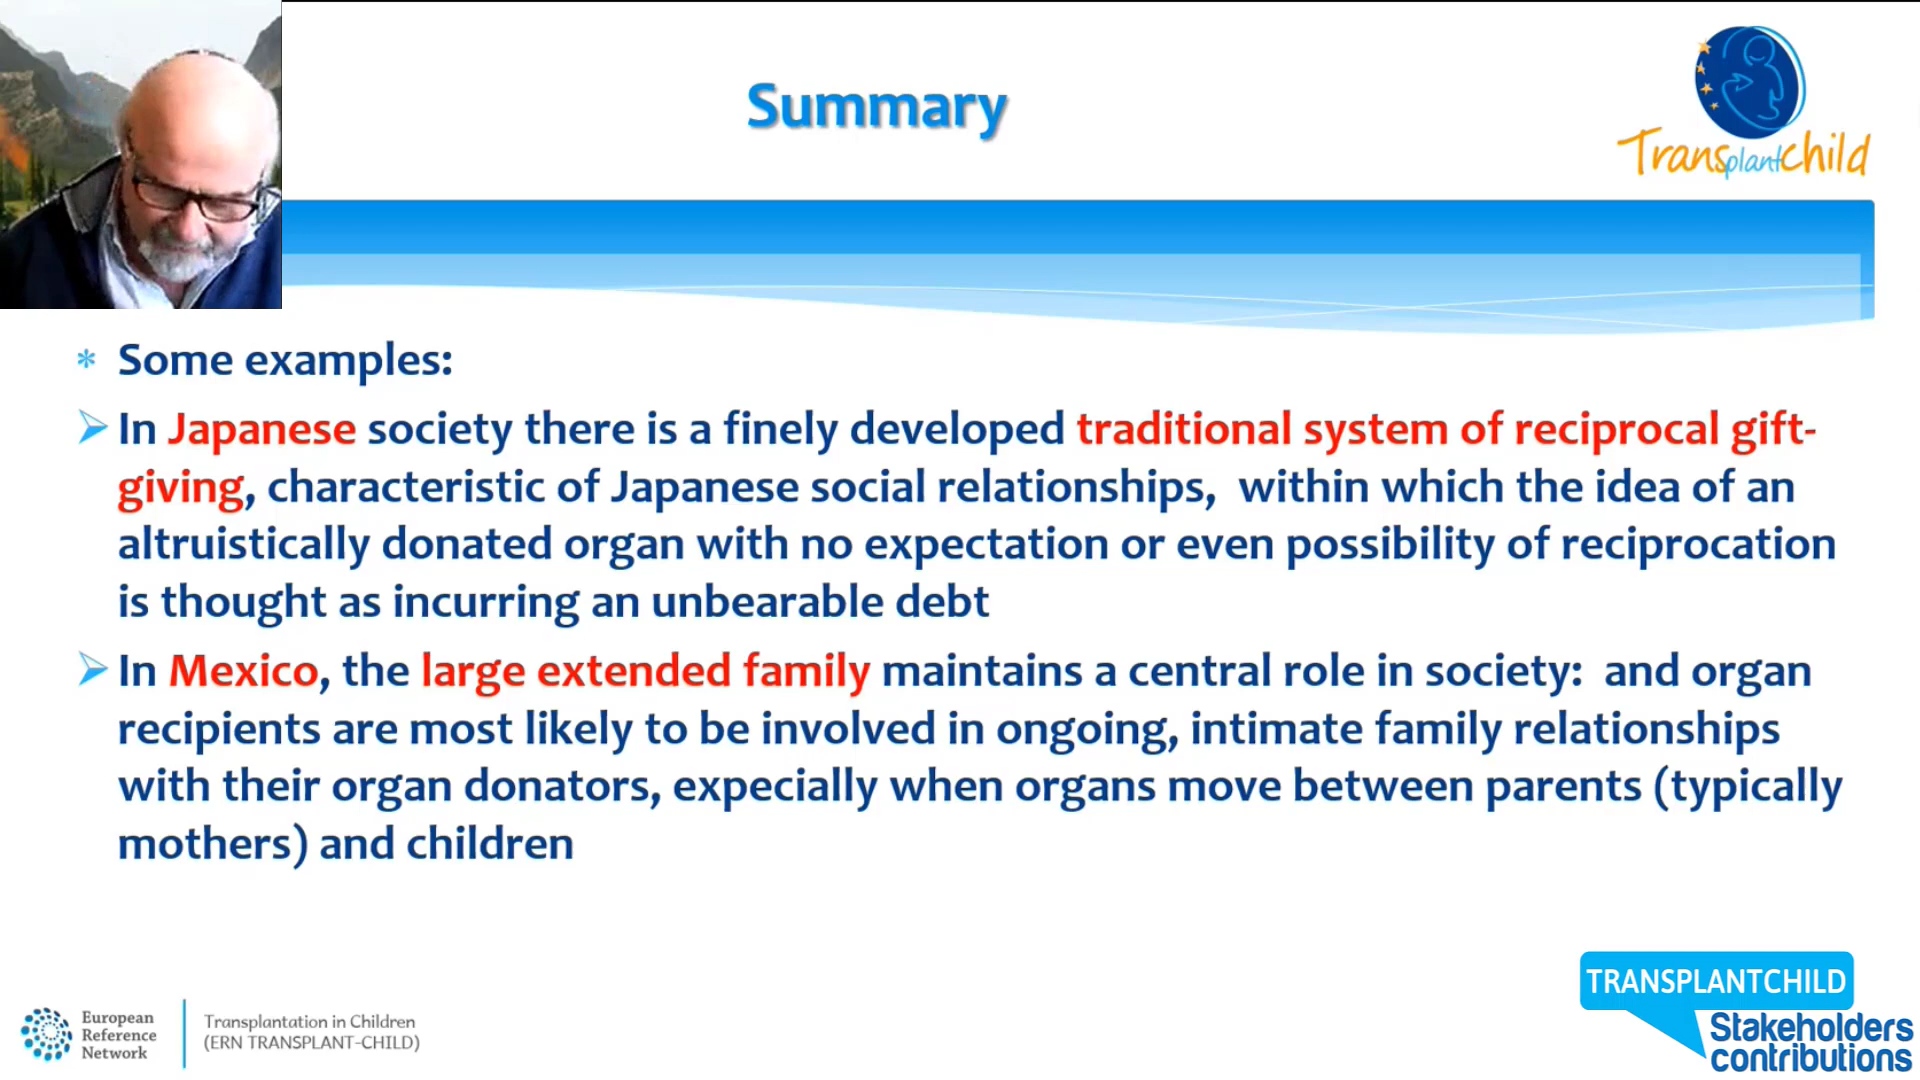 Summary
Transplantchild
Some examples:
In Japanese society there is a finely developed traditional system of reciprocal gift-
giving, characteristic of Japanese social relationships, within which the idea of an
altruistically donated organ with no expectation or even possibility of reciprocation
is thought as incurring an unbearable debt
In Mexico, the large extended family maintains a central role in society: and organ
recipients are most likely to be involved in ongoing, intimate family relationships
with their organ donators, expecially when organs move between parents (typically
mothers) and children
European
Reference
Network
Transplantation in Children
(ERN TRANSPLANT-CHILD)
TRANSPLANTCHILD
Stakeholders
contributions